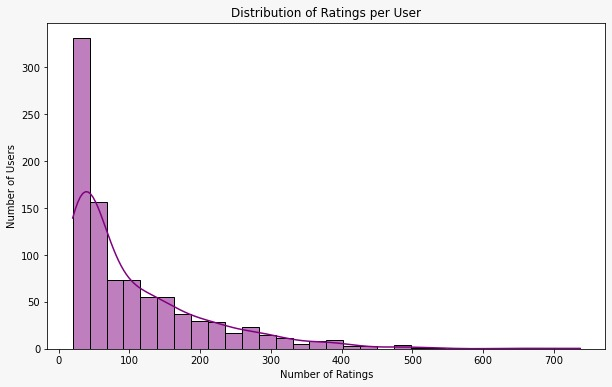 Distribution of Ratings per User
Number of Users
300
250
200
150
100
50
0
0 100 200 300 400 500 600 700
Number of Ratings